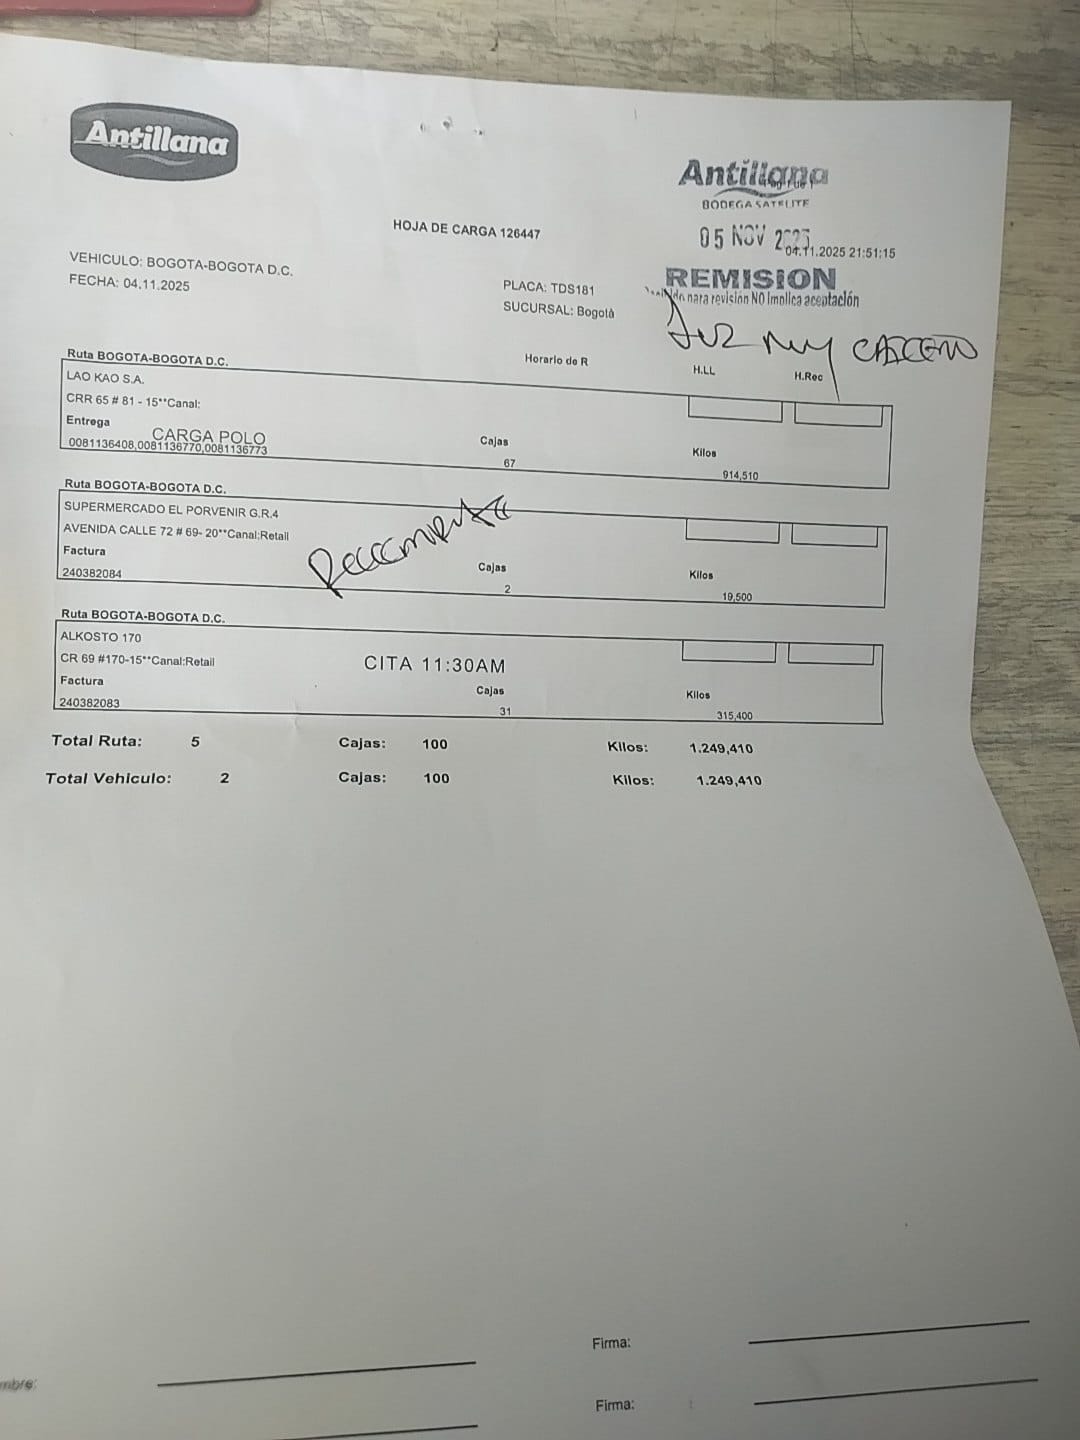 Antillana
Antillana
BODEGA SATELITE
HOJA DE CARGA 126447
05 NOV 2025
04.11.2025 21:51:15
VEHICULO: BOGOTA-BOGOTA D.C.
REMISION
FECHA: 04.11.2025
PLACA: TDS181
para revisión NO implica aceptación
SUCURSAL: Bogotá
Ruta BOGOTA-BOGOTA D.C.
Horario de R
H.LL
H.Rec
LAO KAO S.A.
CRR 65 # 81 - 15**Canal:
Entrega
CARGA POLO
Cajas
Kilos
0081136408,0081136770,0081136773
67
914,510
Ruta BOGOTA-BOGOTA D.C.
SUPERMERCADO EL PORVENIR G.R.4
AVENIDA CALLE 72 # 69- 20**Canal:Retail
Factura
Cajas
Kilos
240382084
2
19,500
Ruta BOGOTA-BOGOTA D.C.
ALKOSTO 170
CR 69 #170-15**Canal:Retail
CITA 11:30AM
Factura
Cajas
Kilos
240382083
31
315,400
Total Ruta: 5 Cajas: 100 Kilos: 1.249,410
Total Vehiculo: 2 Cajas: 100 Kilos: 1.249,410
Firma:
mbre:
Firma: